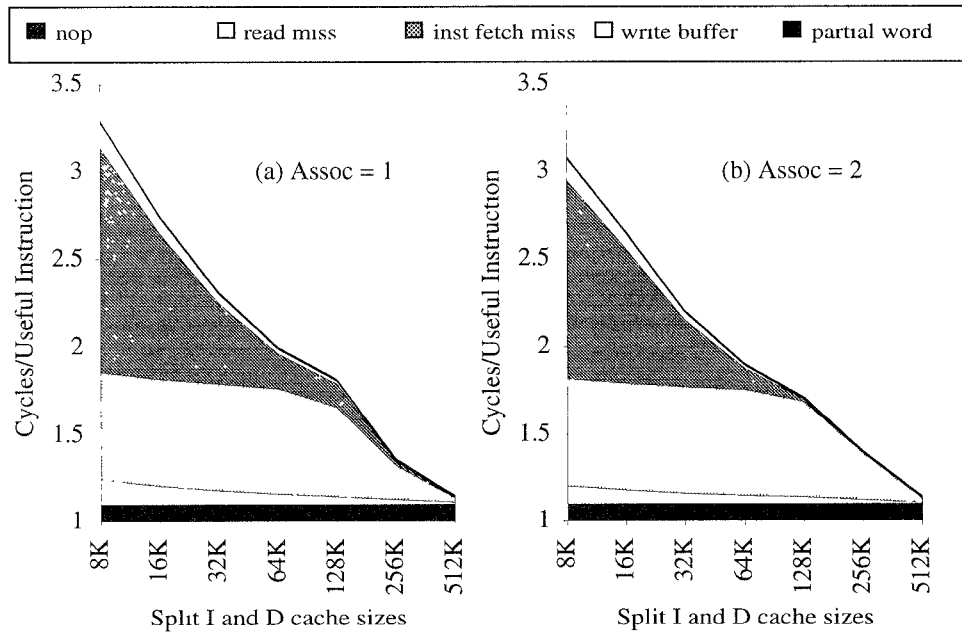 nop read miss inst fetch miss write buffer partial word
3.5
3
2.5
2
1.5
1
Cycles/Useful Instruction
(a) Assoc = 1
8K
16K
32K
64K
128K
256K
512K
Split I and D cache sizes
3.5
3
2.5
2
1.5
1
Cycles/Useful Instruction
(b) Assoc = 2
8K
16K
32K
64K
128K
256K
512K
Split I and D cache sizes